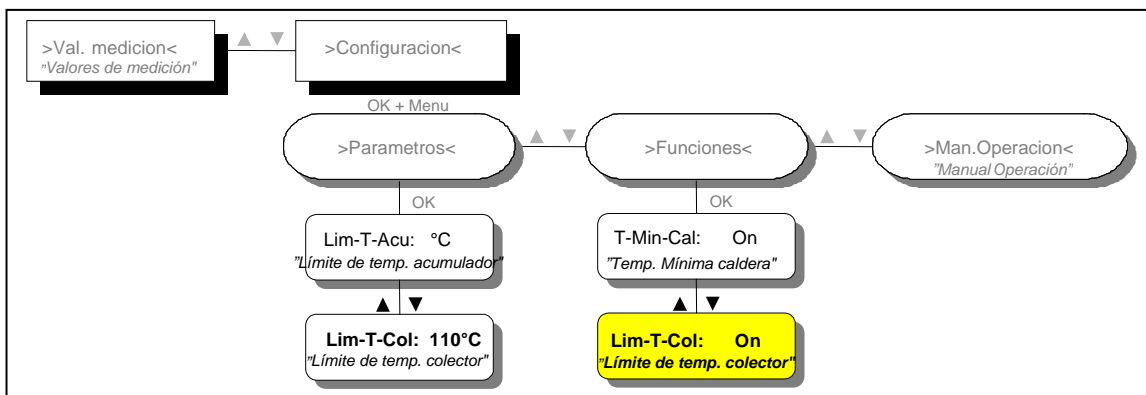 >Val. medicion<
"Valores de medición"
▲ ▼
>Configuracion<
OK + Menu
>Parametros<
▲ ▼
>Funciones<
▲ ▼
>Man.Operacion<
"Manual Operación"
OK
OK
Lim-T-Acu: °C
"Límite de temp. acumulador"
T-Min-Cal: On
"Temp. Mínima caldera"
▲ ▼
▲ ▼
Lim-T-Col: 110°C
"Límite de temp. colector"
Lim-T-Col: On
"Límite de temp. colector"